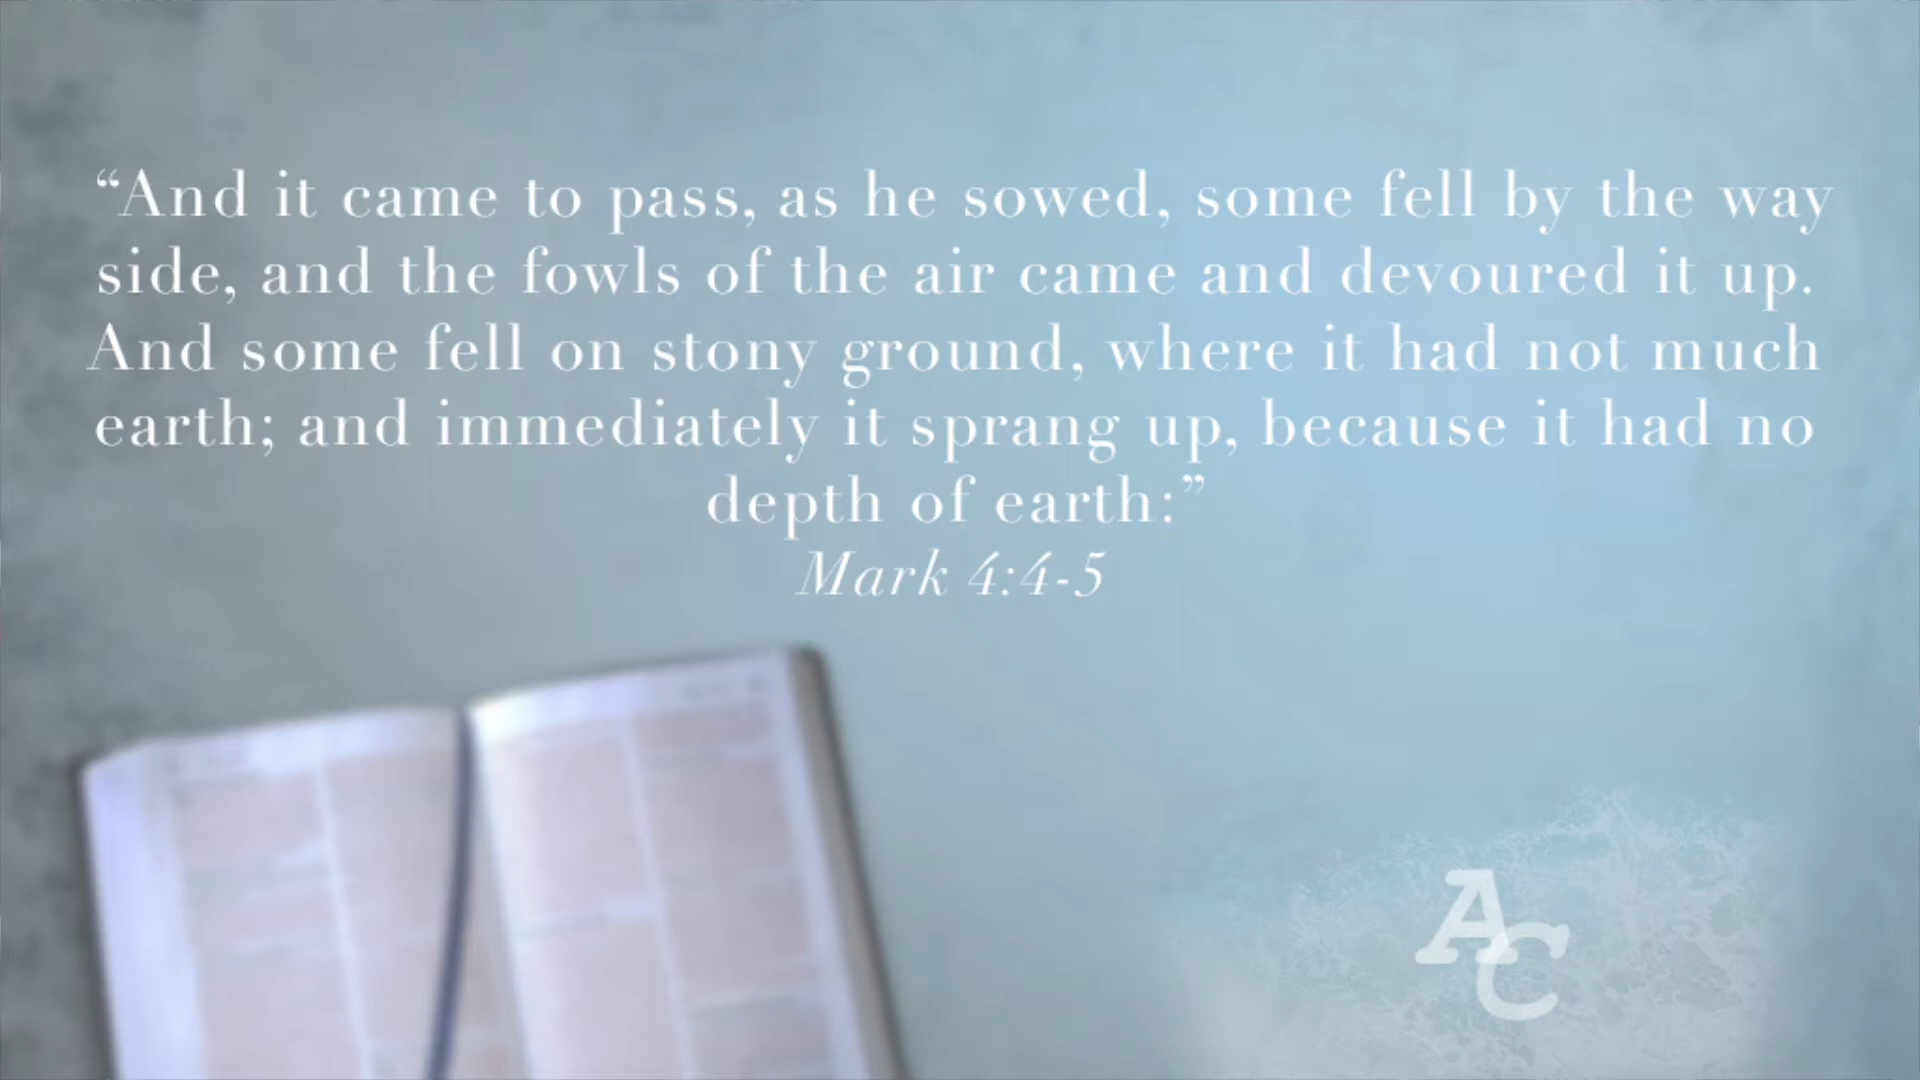 “And it came to pass, as he sowed, some fell by the way
side, and the fowls of the air came and devoured it up.
And some fell on stony ground, where it had not much
earth; and immediately it sprang up, because it had no
depth of earth:”
Mark 4:4-5
AC